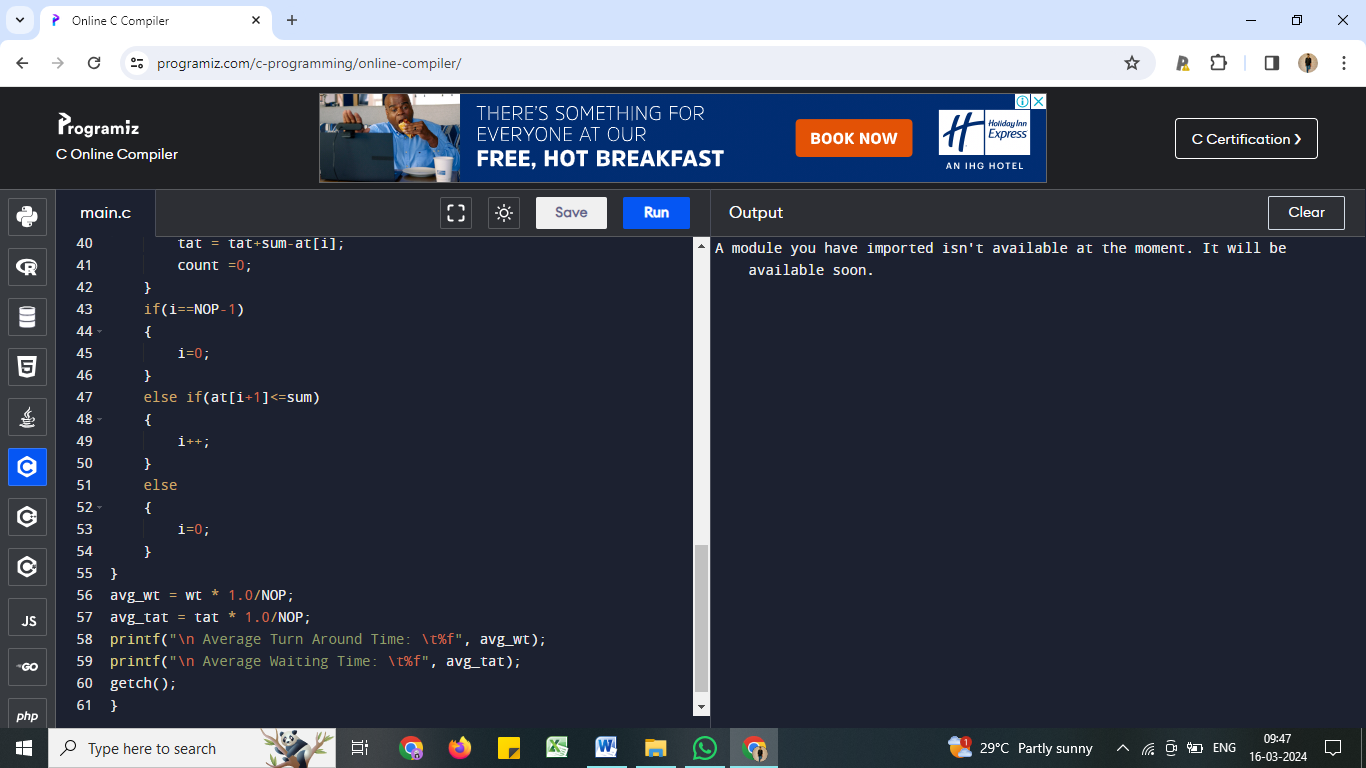 Online C Compiler
programiz.com/c-programming/online-compiler/
Programiz
C Online Compiler
THERE'S SOMETHING FOR
EVERYONE AT OUR
FREE, HOT BREAKFAST
BOOK NOW
Holiday Inn
Express
AN IHG HOTEL
C Certification
main.c
Save
Run
Output
Clear
40 tat = tat+sum-at[i];
41 count =0;
42 }
43 if(i==NOP-1)
44 {
45 i=0;
46 }
47 else if(at[i+1]<=sum)
48 {
49 i++;
50 }
51 else
52 {
53 i=0;
54 }
55 }
56 avg_wt = wt * 1.0/NOP;
57 avg_tat = tat * 1.0/NOP;
58 printf("\n Average Turn Around Time: \t%f", avg_wt);
59 printf("\n Average Waiting Time: \t%f", avg_tat);
60 getch();
61 }
A module you have imported isn't available at the moment. It will be
available soon.
JS
GO
php
Type here to search
1
29°C Partly sunny
ENG
09:47
16-03-2024